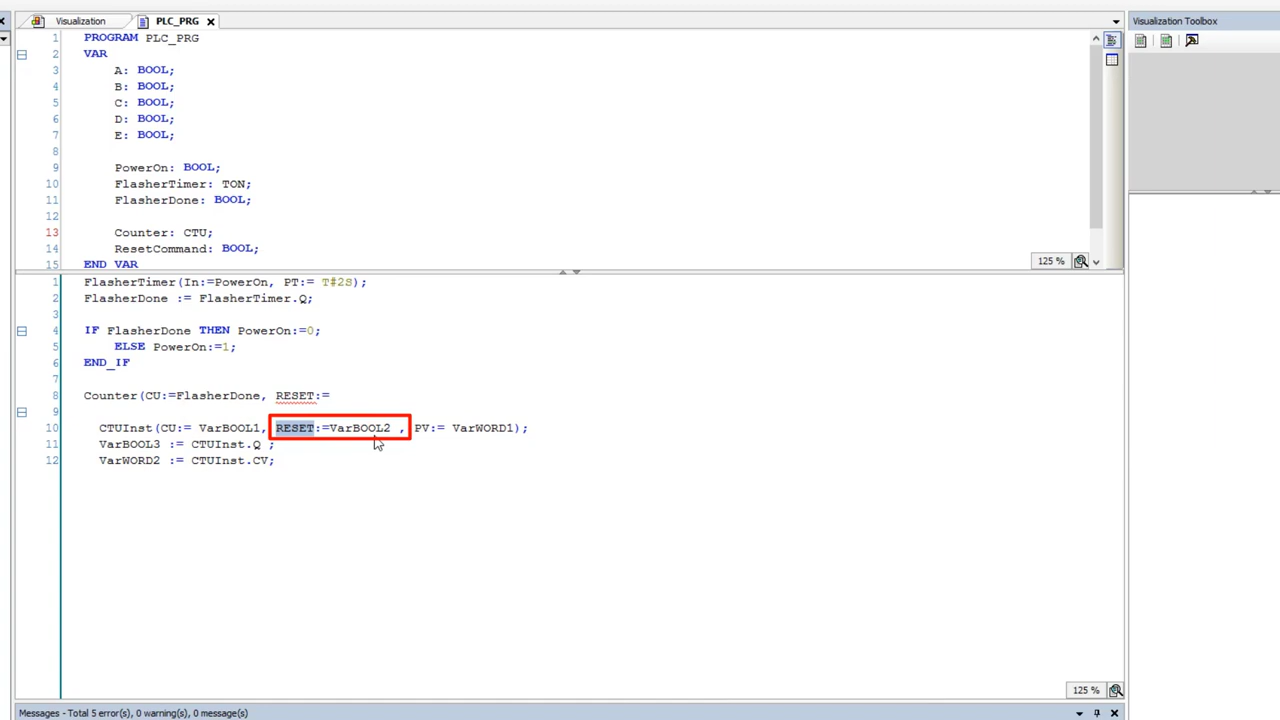 Visualization
PLC_PRG
Visualization Toolbox
1 PROGRAM PLC_PRG
2 VAR
3 A: BOOL;
4 B: BOOL;
5 C: BOOL;
6 D: BOOL;
7 E: BOOL;
8
9 PowerOn: BOOL;
10 FlasherTimer: TON;
11 FlasherDone: BOOL;
12
13 Counter: CTU;
14 ResetCommand: BOOL;
15 END_VAR
125 %
1 FlasherTimer(In:=PowerOn, PT:= T#2S);
2 FlasherDone := FlasherTimer.Q;
3
4 IF FlasherDone THEN PowerOn:=0;
5 ELSE PowerOn:=1;
6 END_IF
7
8 Counter(CU:=FlasherDone, RESET:=
9
10 CTUInst(CU:= VarBOOL1, RESET:=VarBOOL2 , PV:= VarWORD1);
11 VarBOOL3 := CTUInst.Q ;
12 VarWORD2 := CTUInst.CV;
125 %
Messages - Total 5 error(s), 0 warning(s), 0 message(s)